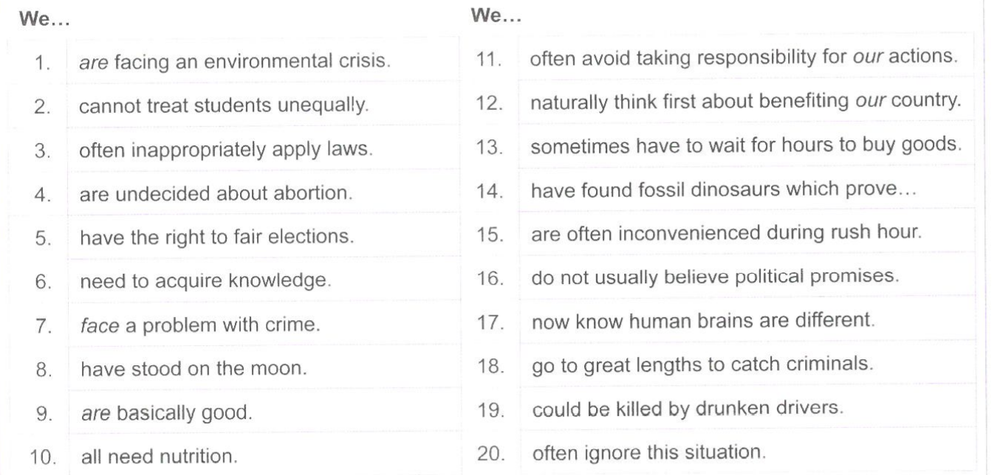 We...
1. are facing an environmental crisis.
2. cannot treat students unequally.
3. often inappropriately apply laws.
4. are undecided about abortion.
5. have the right to fair elections.
6. need to acquire knowledge.
7. face a problem with crime.
8. have stood on the moon.
9. are basically good.
10. all need nutrition.
We...
11. often avoid taking responsibility for our actions.
12. naturally think first about benefiting our country.
13. sometimes have to wait for hours to buy goods.
14. have found fossil dinosaurs which prove...
15. are often inconvenienced during rush hour.
16. do not usually believe political promises.
17. now know human brains are different.
18. go to great lengths to catch criminals.
19. could be killed by drunken drivers.
20. often ignore this situation.